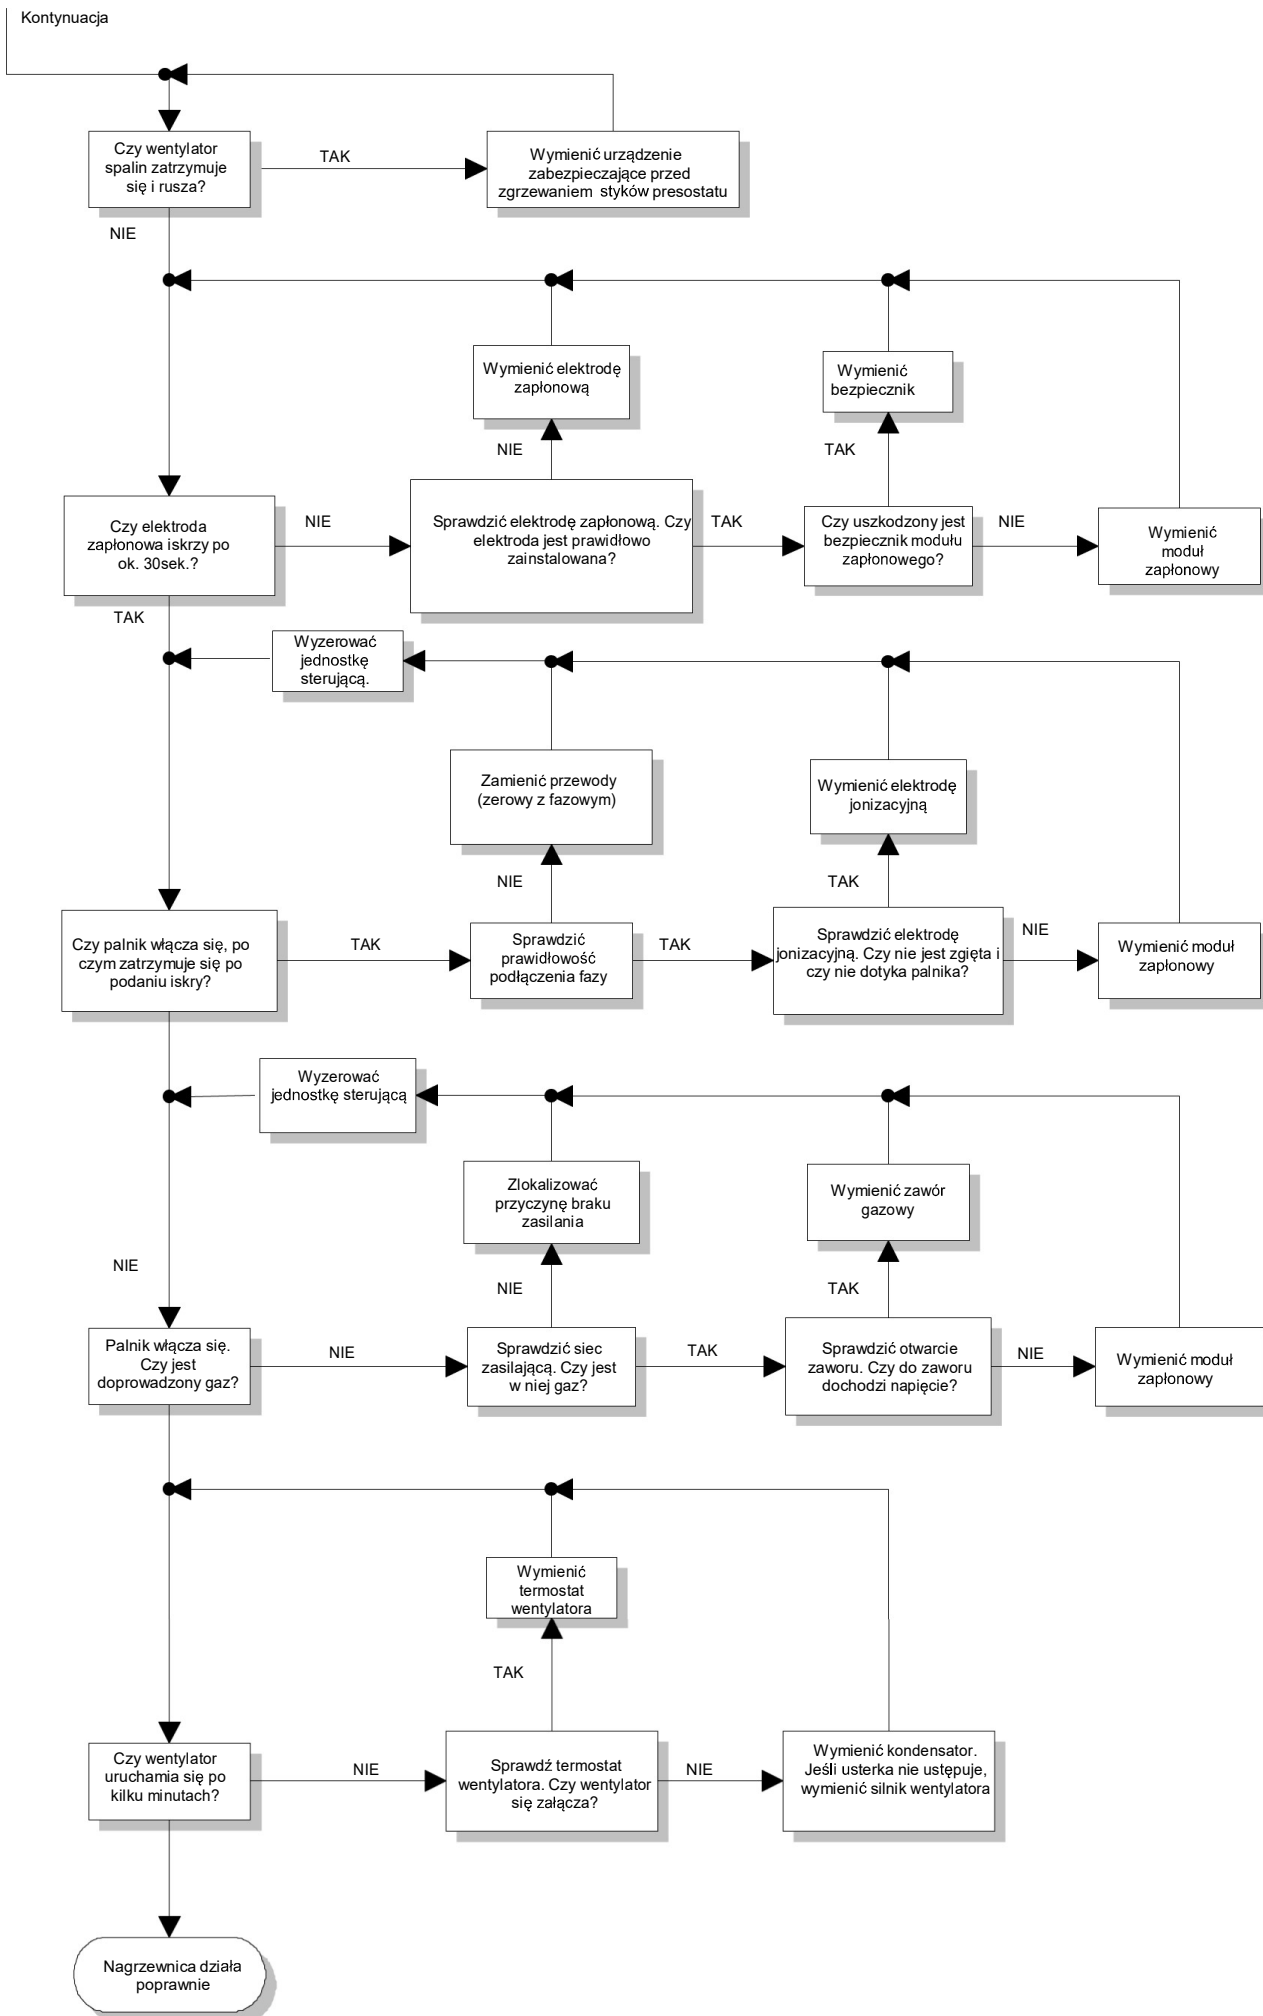 Kontynuacja
Czy wentylator
spalin zatrzymuje
się i rusza?
TAK
Wymienić urządzenie
zabezpieczające przed
zgrzewaniem styków presostatu
NIE
Wymienić elektrodę
zapłonową
Wymienić
bezpiecznik
NIE
TAK
Czy elektroda
zapłonowa iskrzy po
ok. 30sek.?
NIE
Sprawdzić elektrodę zapłonową. Czy
elektroda jest prawidłowo
zainstalowana?
TAK
Czy uszkodzony jest
bezpiecznik modułu
zapłonowego?
NIE
Wymienić
moduł
zapłonowy
TAK
Wyzerować
jednostkę
sterującą.
Zamienić przewody
(zerowy z fazowym)
Wymienić elektrodę
jonizacyjną
NIE
TAK
Czy palnik włącza się, po
czym zatrzymuje się po
podaniu iskry?
TAK
Sprawdzić
prawidłowość
podłączenia fazy
TAK
Sprawdzić elektrodę
jonizacyjną. Czy nie jest zgięta i
czy nie dotyka palnika?
NIE
Wymienić moduł
zapłonowy
Wyzerować
jednostkę sterującą
Zlokalizować
przyczynę braku
zasilania
Wymienić zawór
gazowy
NIE
NIE
TAK
Palnik włącza się.
Czy jest
doprowadzony gaz?
NIE
Sprawdzić siec
zasilającą. Czy jest
w niej gaz?
TAK
Sprawdzić otwarcie
zaworu. Czy do zaworu
dochodzi napięcie?
NIE
Wymienić moduł
zapłonowy
Wymienić
termostat
wentylatora
TAK
Czy wentylator
uruchamia się po
kilku minutach?
NIE
Sprawdź termostat
wentylatora. Czy wentylator
się załącza?
NIE
Wymienić kondensator.
Jeśli usterka nie ustępuje,
wymienić silnik wentylatora
Nagrzewnica działa
poprawnie